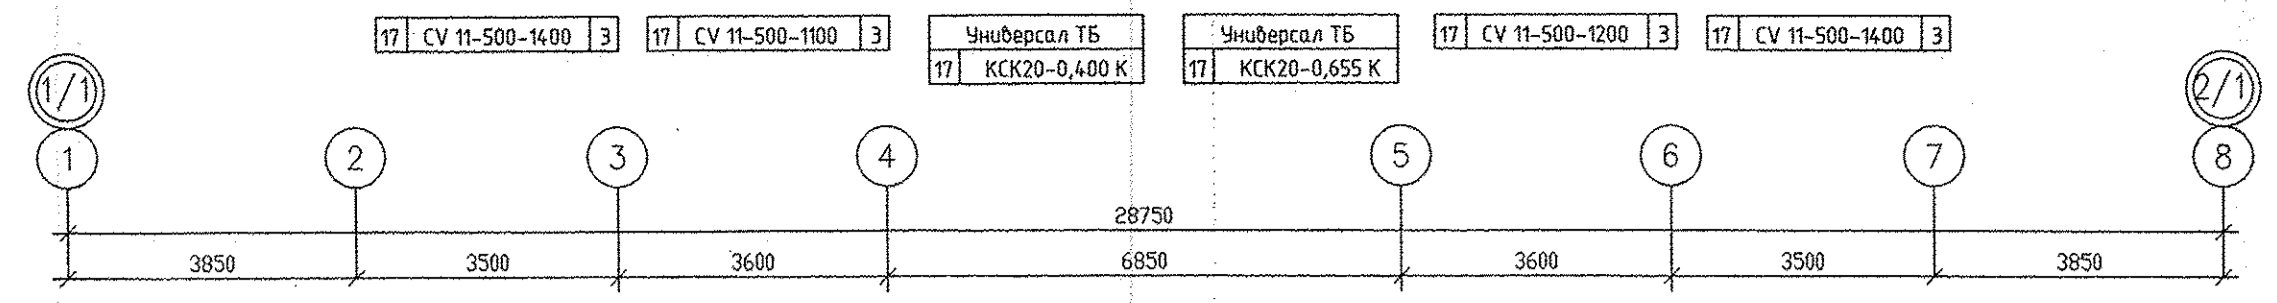 17 CV 11-500-1400 3
17 CV 11-500-1100 3
Универсал ТБ
17 КСК20-0,400 К
Универсал ТБ
17 КСК20-0,655 К
17 CV 11-500-1200 3
17 CV 11-500-1400 3
1/1
2/1
1 2 3 4 5 6 7 8
28750
3850 3500 3600 6850 3600 3500 3850